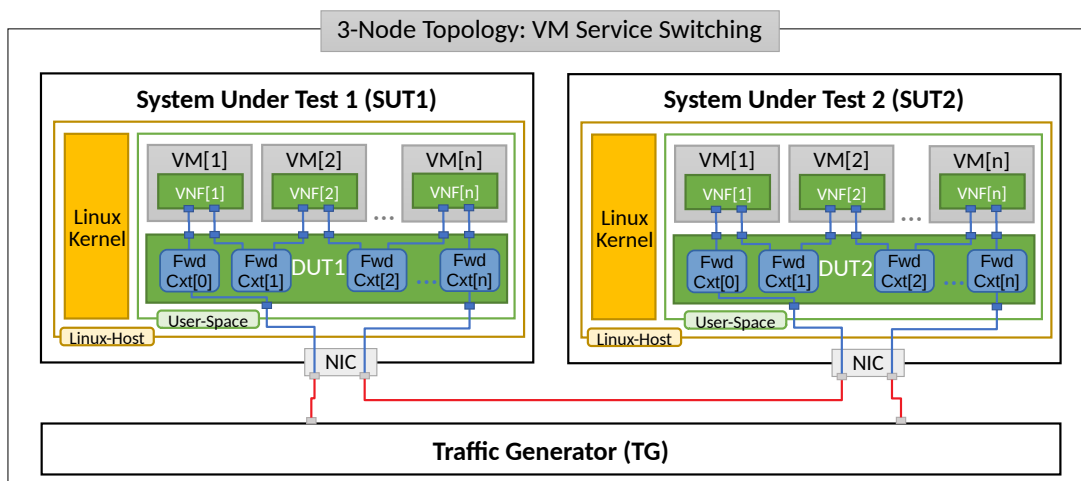 3-Node Topology: VM Service Switching
System Under Test 1 (SUT1)
Linux
Kernel
VM[1]
VNF[1]
VM[2]
VNF[2]
...
VM[n]
VNF[n]
DUT1
Fwd
Cxt[0]
Fwd
Cxt[1]
Fwd
Cxt[2]
...
Fwd
Cxt[n]
User-Space
Linux-Host
NIC
System Under Test 2 (SUT2)
Linux
Kernel
VM[1]
VNF[1]
VM[2]
VNF[2]
...
VM[n]
VNF[n]
DUT2
Fwd
Cxt[0]
Fwd
Cxt[1]
Fwd
Cxt[2]
...
Fwd
Cxt[n]
User-Space
Linux-Host
NIC
Traffic Generator (TG)